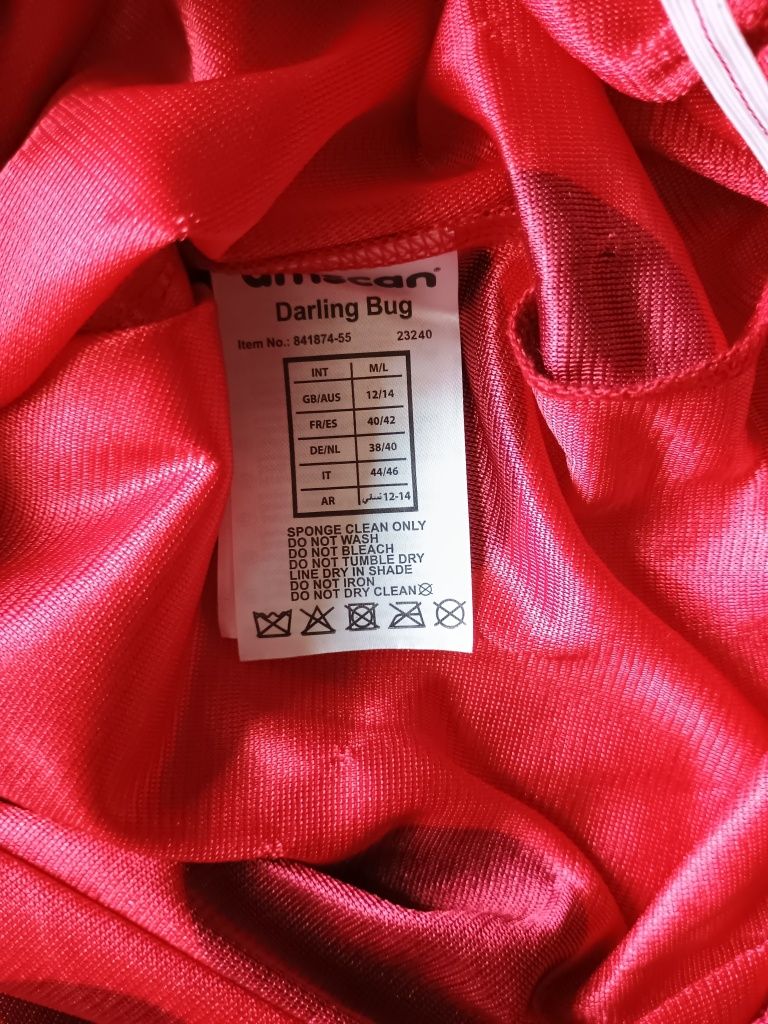 amscan®
Darling Bug
Item No.: 841874-55 23240
INT M/L
GB/AUS 12/14
FR/ES 40/42
DE/NL 38/40
IT 44/46
AR 12-14 نسائي
SPONGE CLEAN ONLY
DO NOT WASH
DO NOT BLEACH
DO NOT TUMBLE DRY
LINE DRY IN SHADE
DO NOT IRON
DO NOT DRY CLEAN